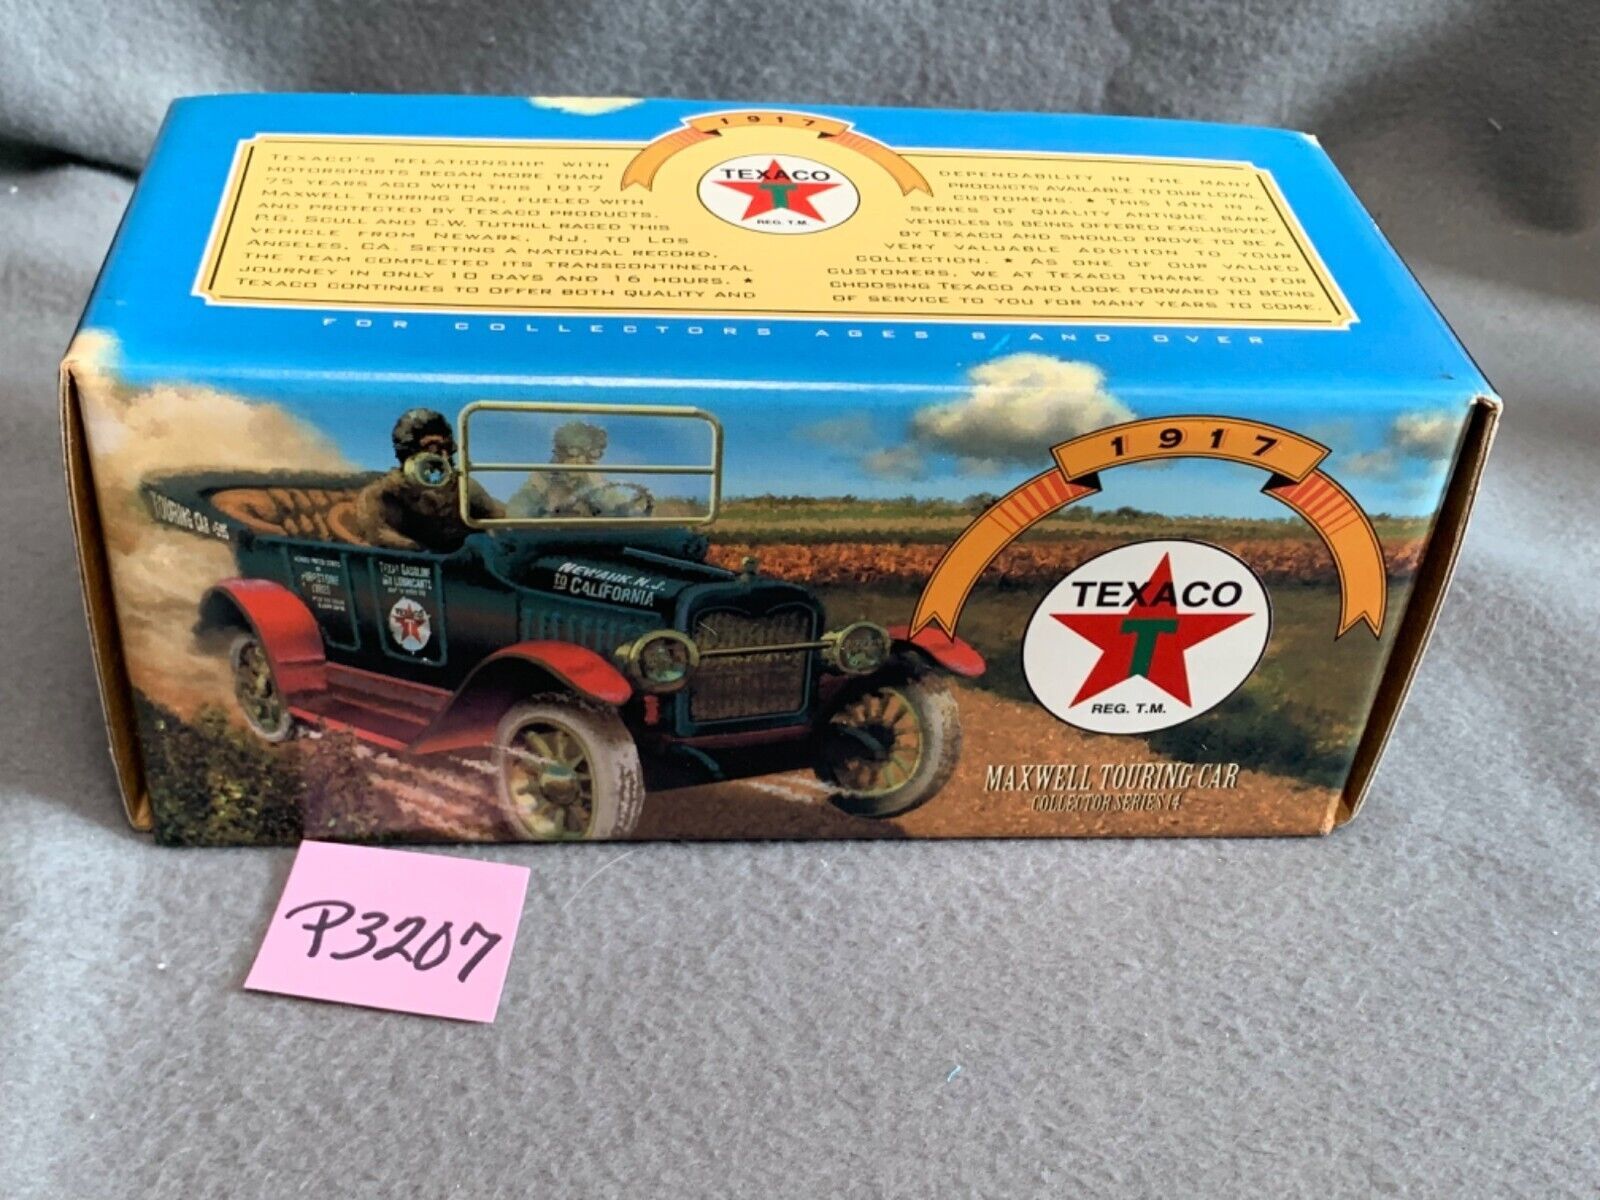 1917
TEXACO
T
REG. T.M.
TEXACO'S RELATIONSHIP WITH
MOTORSPORTS BEGAN MORE THAN
75 YEARS AGO WITH THIS 1917
MAXWELL TOURING CAR, FUELED WITH
AND PROTECTED BY TEXACO PRODUCTS.
P.G. SCULL AND C.W. TUTHILL RACED THIS
VEHICLE FROM NEWARK, NJ, TO LOS
ANGELES, CA. SETTING A NATIONAL RECORD,
THE TEAM COMPLETED ITS TRANSCONTINENTAL
JOURNEY IN ONLY 10 DAYS AND 16 HOURS. ★
TEXACO CONTINUES TO OFFER BOTH QUALITY AND
DEPENDABILITY IN THE MANY
PRODUCTS AVAILABLE TO OUR LOYAL
CUSTOMERS. ★ THIS 14TH IN A
SERIES OF QUALITY ANTIQUE BANK
VEHICLES IS BEING OFFERED EXCLUSIVELY
BY TEXACO AND SHOULD PROVE TO BE A
VERY VALUABLE ADDITION TO YOUR
COLLECTION. ★ AS ONE OF OUR VALUED
CUSTOMERS, WE AT TEXACO THANK YOU FOR
CHOOSING TEXACO AND LOOK FORWARD TO BEING
OF SERVICE TO YOU FOR MANY YEARS TO COME.
FOR COLLECTORS AGES 8 AND OVER
1917
TOURING CAR
TEXACO GASOLINE
LUBRICANTS
FIRESTONE
TIRES
T
NEWARK, N.J.
TO CALIFORNIA
TEXACO
T
REG. T.M.
MAXWELL TOURING CAR
COLLECTOR SERIES 14
P3207